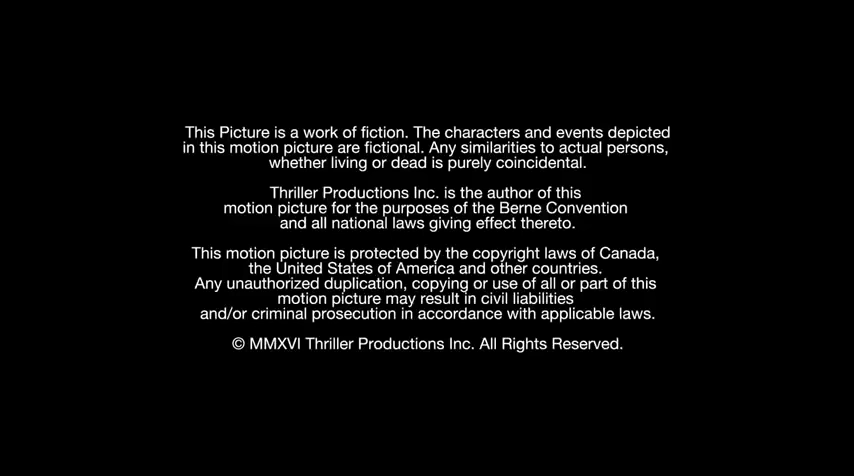 This Picture is a work of fiction. The characters and events depicted
in this motion picture are fictional. Any similarities to actual persons,
whether living or dead is purely coincidental.
Thriller Productions Inc. is the author of this
motion picture for the purposes of the Berne Convention
and all national laws giving effect thereto.
This motion picture is protected by the copyright laws of Canada,
the United States of America and other countries.
Any unauthorized duplication, copying or use of all or part of this
motion picture may result in civil liabilities
and/or criminal prosecution in accordance with applicable laws.
© MMXVI Thriller Productions Inc. All Rights Reserved.